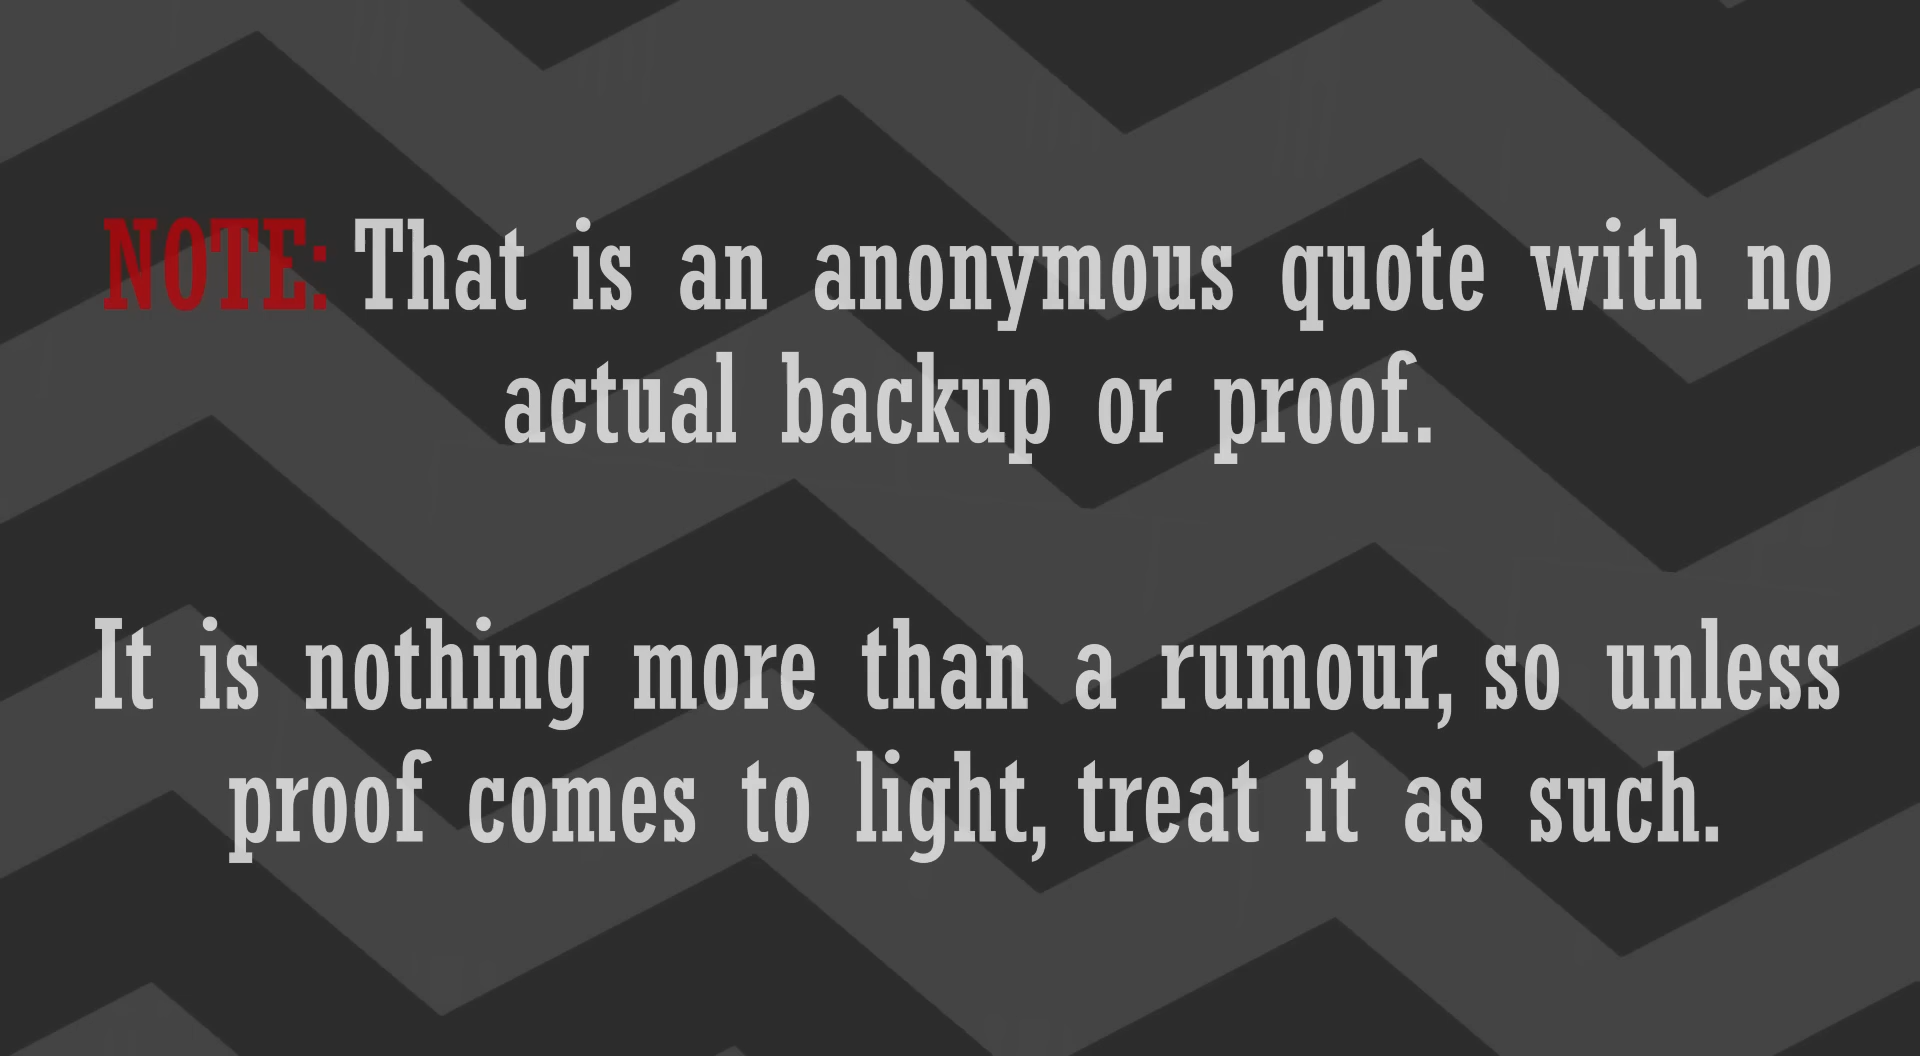 NOTE: That is an anonymous quote with no
actual backup or proof.
It is nothing more than a rumour, so unless
proof comes to light, treat it as such.